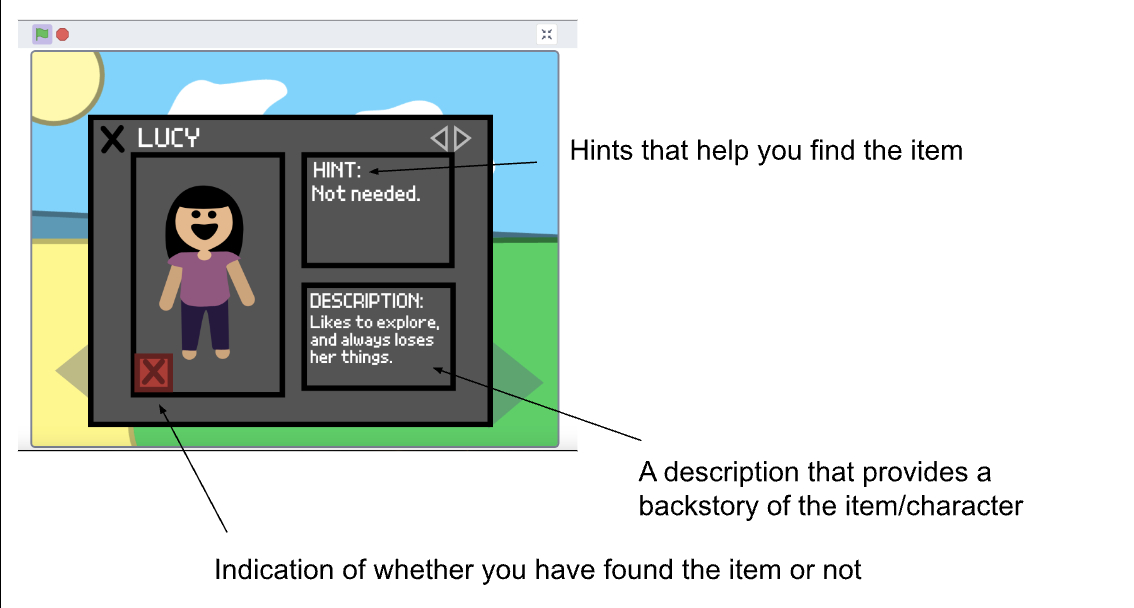 LUCY
HINT:
Not needed.
Hints that help you find the item
DESCRIPTION:
Likes to explore,
and always loses
her things.
A description that provides a
backstory of the item/character
Indication of whether you have found the item or not